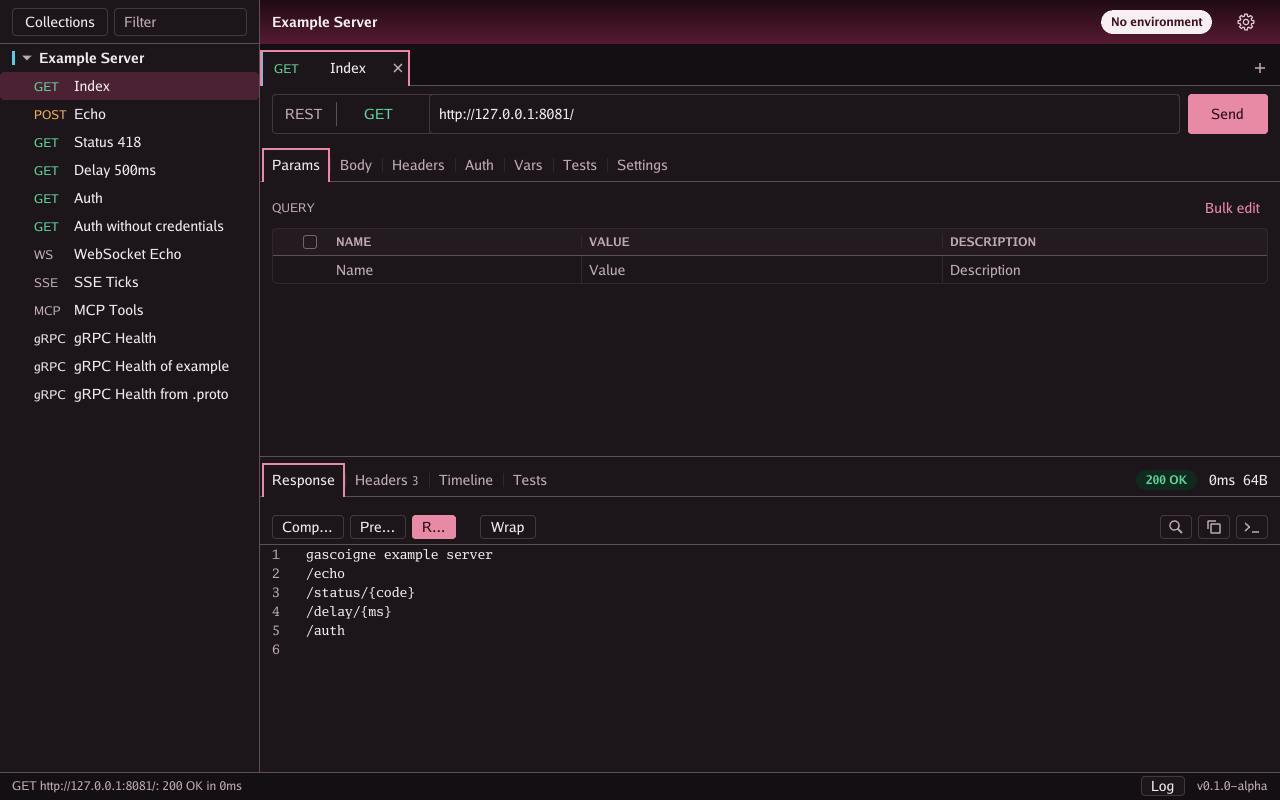 Collections Filter Example Server No environment
Example Server
GET Index
GET Index
POST Echo
GET Status 418
GET Delay 500ms
GET Auth
GET Auth without credentials
WS WebSocket Echo
SSE SSE Ticks
MCP MCP Tools
gRPC gRPC Health
gRPC gRPC Health of example
gRPC gRPC Health from .proto
REST GET http://127.0.0.1:8081/ Send
Params Body Headers Auth Vars Tests Settings
QUERY Bulk edit
NAME VALUE DESCRIPTION
Name Value Description
Response Headers 3 Timeline Tests 200 OK 0ms 64B
Comp... Pre... R... Wrap >_
1 gascoigne example server
2 /echo
3 /status/{code}
4 /delay/{ms}
5 /auth
6
GET http://127.0.0.1:8081/: 200 OK in 0ms Log v0.1.0-alpha